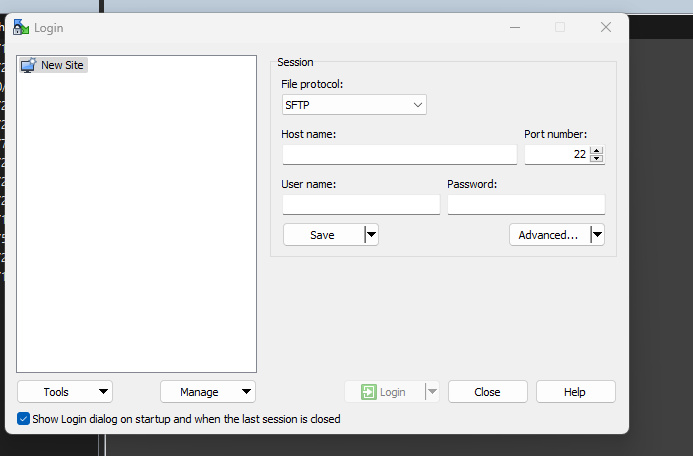 Login
New Site
Session
File protocol:
SFTP
Host name:
Port number:
22
User name:
Password:
Save
Advanced...
Tools
Manage
Login
Close
Help
Show Login dialog on startup and when the last session is closed